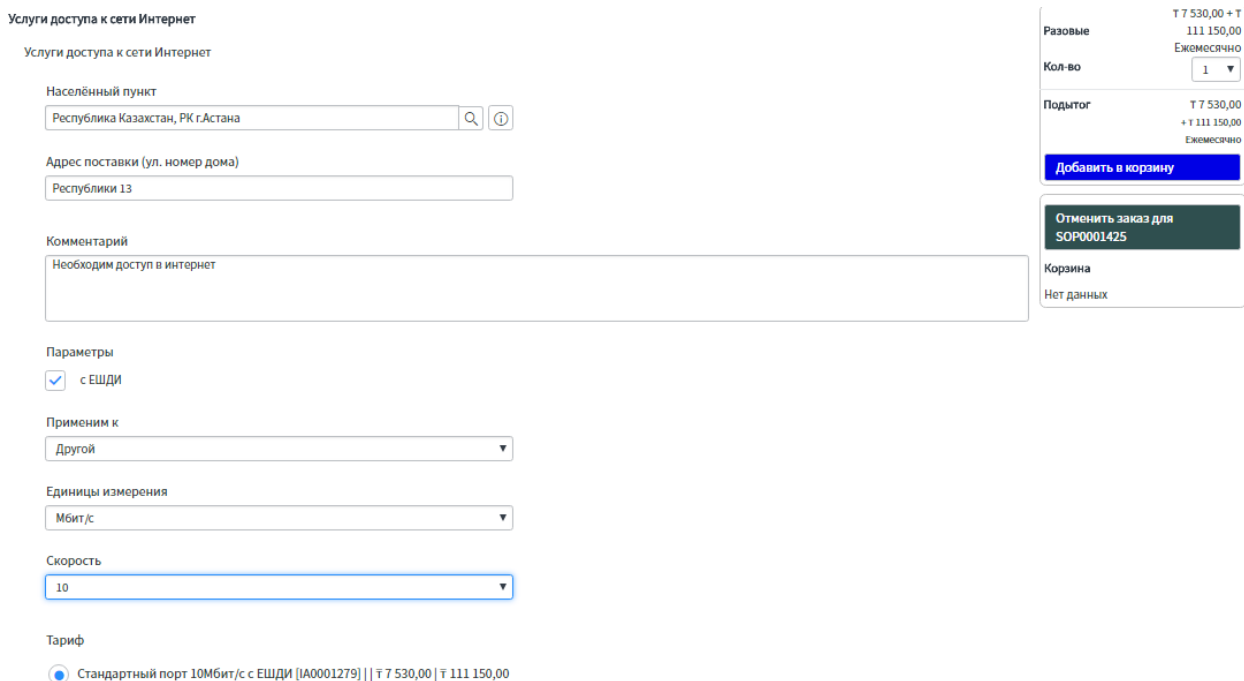 Услуги доступа к сети Интернет
Услуги доступа к сети Интернет
Населённый пункт
Республика Казахстан, РК г.Астана
Адрес поставки (ул. номер дома)
Республики 13
Комментарий
Необходим доступ в интернет
Параметры
с ЕШДИ
Применим к
Другой
Единицы измерения
Мбит/с
Скорость
10
Тариф
Стандартный порт 10Мбит/с с ЕШДИ [IA0001279] | | ₸ 7 530,00 | ₸ 111 150,00
₸ 7 530,00 + ₸
Разовые 111 150,00
Ежемесячно
Кол-во 1
Подытог ₸ 7 530,00
+ ₸ 111 150,00
Ежемесячно
Добавить в корзину
Отменить заказ для
SOP0001425
Корзина
Нет данных